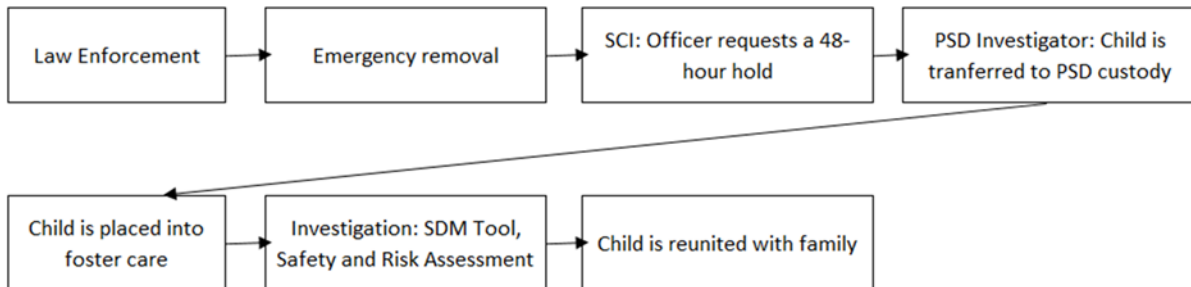 Law Enforcement
Emergency removal
SCI: Officer requests a 48-
hour hold
PSD Investigator: Child is
tranferred to PSD custody
Child is placed into
foster care
Investigation: SDM Tool,
Safety and Risk Assessment
Child is reunited with family